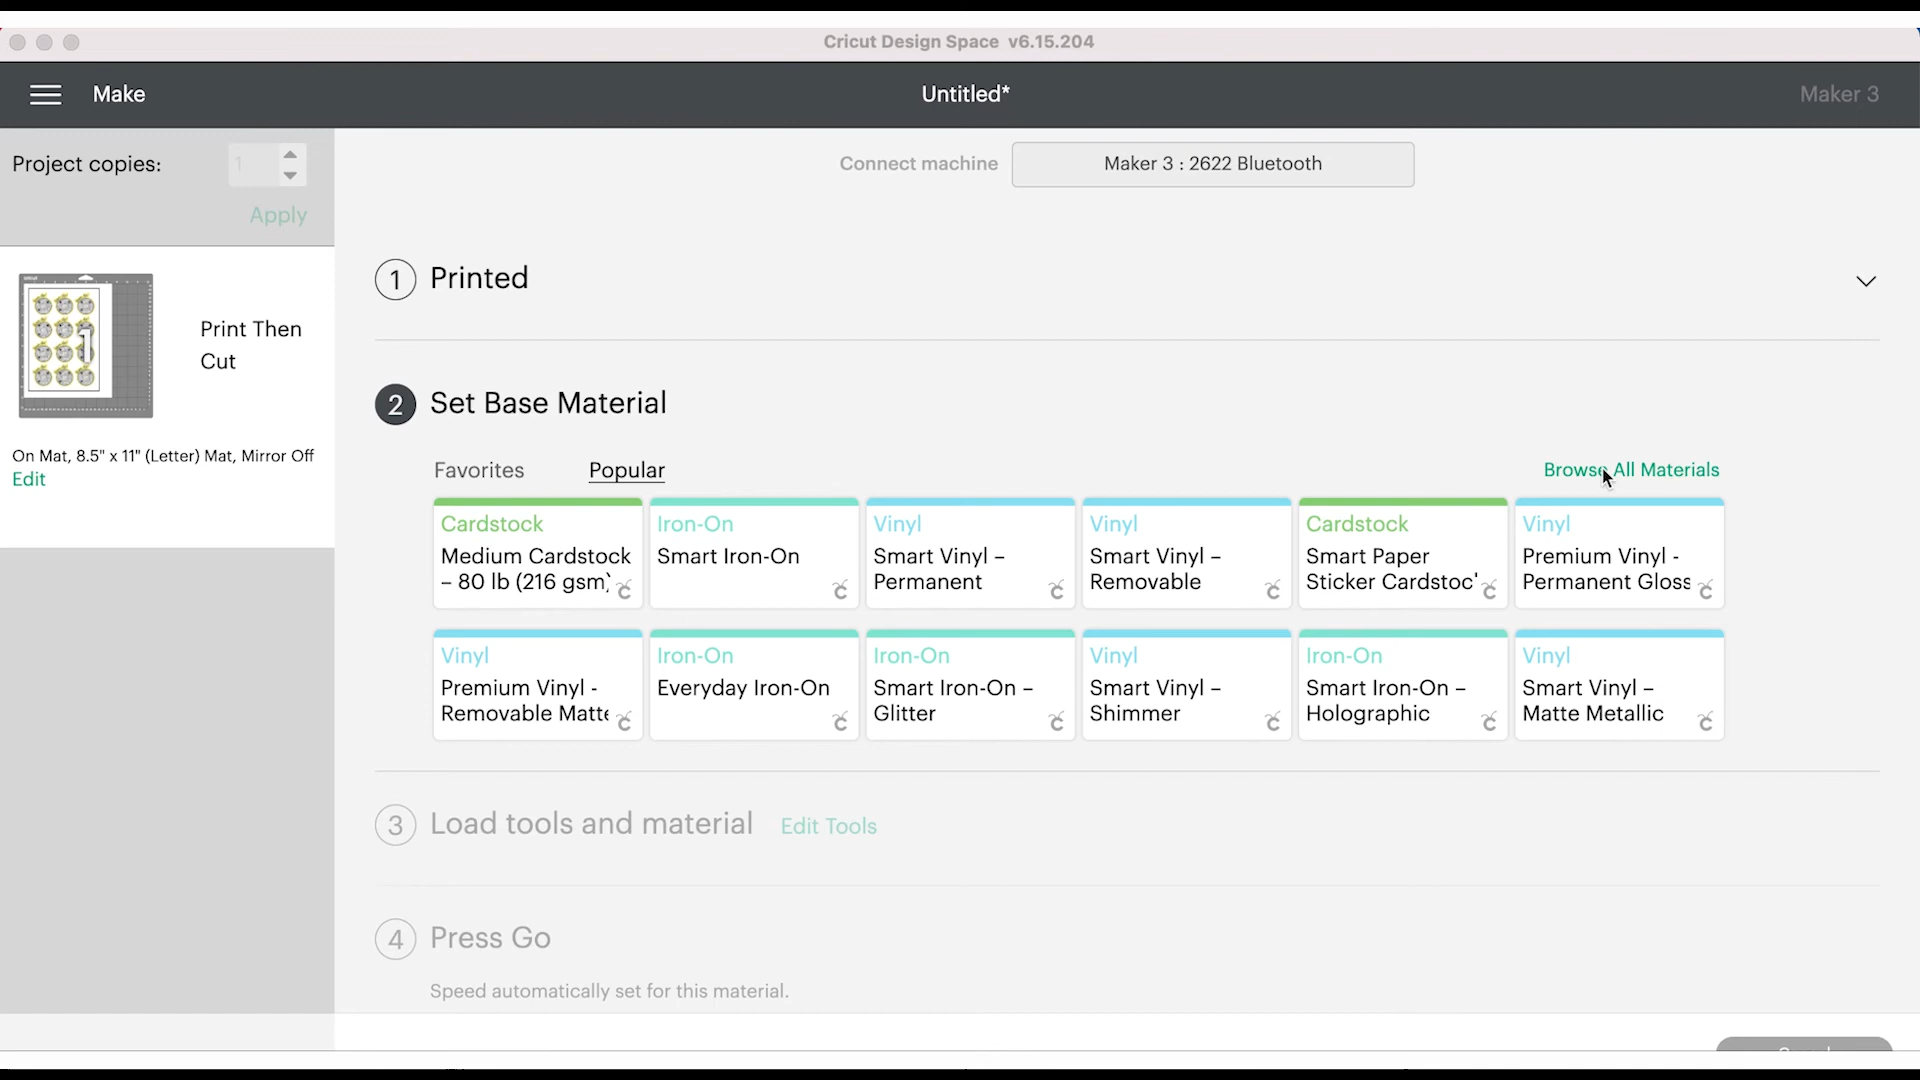 Cricut Design Space v6.15.204
Make
Untitled*
Maker 3
Project copies:
1
Apply
Connect machine
Maker 3 : 2622 Bluetooth
Print Then
Cut
On Mat, 8.5" x 11" (Letter) Mat, Mirror Off
Edit
1 Printed
2 Set Base Material
Favorites
Popular
Browse All Materials
Cardstock
Medium Cardstock
– 80 lb (216 gsm)
Iron-On
Smart Iron-On
Vinyl
Smart Vinyl –
Permanent
Vinyl
Smart Vinyl –
Removable
Cardstock
Smart Paper
Sticker Cardstoc
Vinyl
Premium Vinyl -
Permanent Gloss
Vinyl
Premium Vinyl -
Removable Matte
Iron-On
Everyday Iron-On
Iron-On
Smart Iron-On –
Glitter
Vinyl
Smart Vinyl –
Shimmer
Iron-On
Smart Iron-On –
Holographic
Vinyl
Smart Vinyl –
Matte Metallic
3 Load tools and material
Edit Tools
4 Press Go
Speed automatically set for this material.